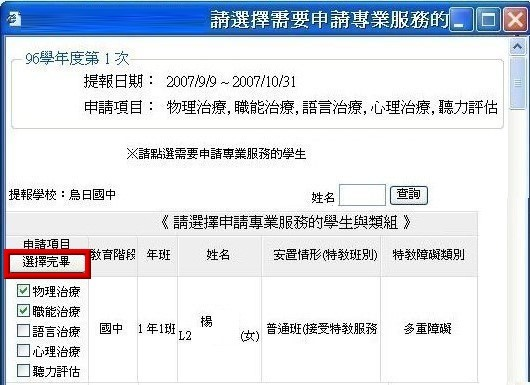 請選擇需要申請專業服務的
96學年度第 1 次
提報日期： 2007/9/9 ~ 2007/10/31
申請項目： 物理治療, 職能治療, 語言治療, 心理治療, 聽力評估
※請點選需要申請專業服務的學生
提報學校：烏日國中 姓名 查詢
《 請選擇申請專業服務的學生與類組 》
申請項目
選擇完畢 教育階段 年班 姓名 安置情形(特教班別) 特教障礙類別
物理治療
職能治療
語言治療
心理治療
聽力評估
國中 1 年1班 楊
L2 (女) 普通班(接受特教服務 多重障礙